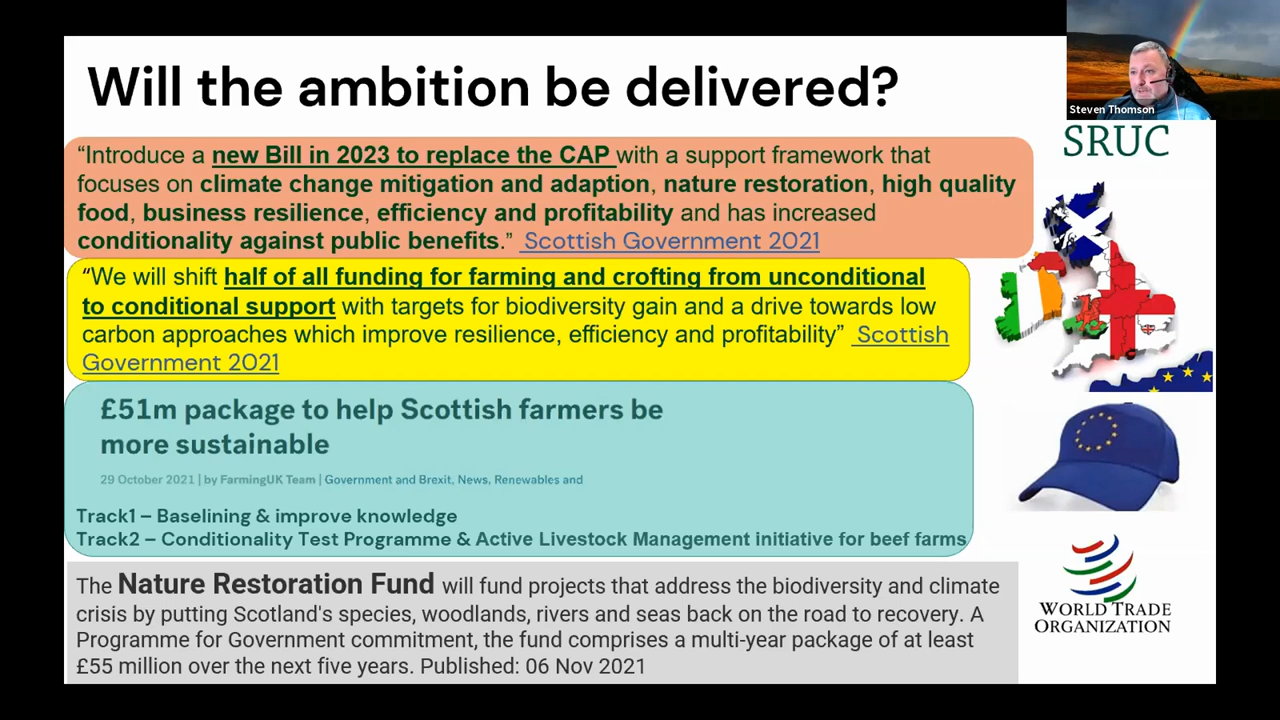 Will the ambition be delivered?
Steven Thomson
SRUC
“Introduce a new Bill in 2023 to replace the CAP with a support framework that
focuses on climate change mitigation and adaption, nature restoration, high quality
food, business resilience, efficiency and profitability and has increased
conditionality against public benefits.” Scottish Government 2021
“We will shift half of all funding for farming and crofting from unconditional
to conditional support with targets for biodiversity gain and a drive towards low
carbon approaches which improve resilience, efficiency and profitability” Scottish
Government 2021
£51m package to help Scottish farmers be
more sustainable
29 October 2021 | by FarmingUK Team | Government and Brexit, News, Renewables and
Track1 – Baselining & improve knowledge
Track2 – Conditionality Test Programme & Active Livestock Management initiative for beef farms
The Nature Restoration Fund will fund projects that address the biodiversity and climate
crisis by putting Scotland's species, woodlands, rivers and seas back on the road to recovery. A
Programme for Government commitment, the fund comprises a multi-year package of at least
£55 million over the next five years. Published: 06 Nov 2021
WORLD TRADE
ORGANIZATION